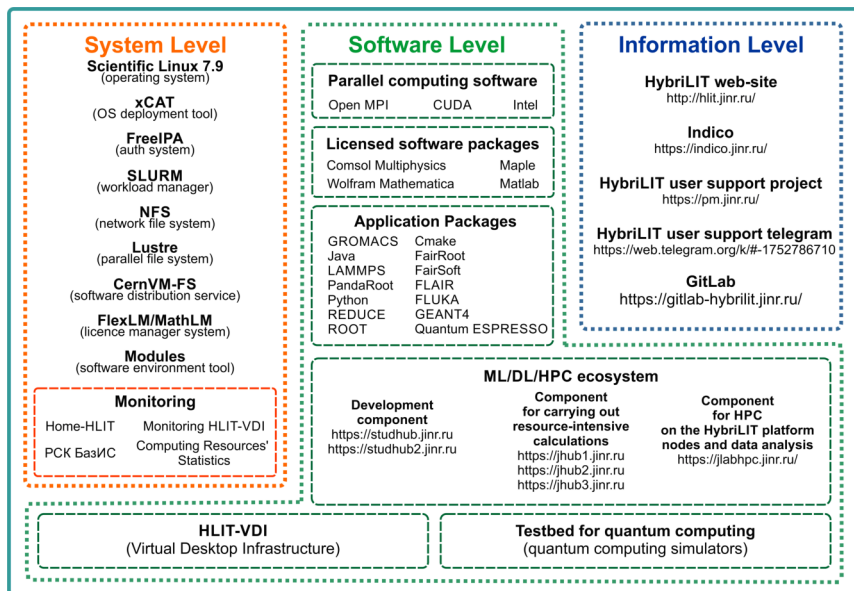 System Level
Scientific Linux 7.9
(operating system)
xCAT
(OS deployment tool)
FreeIPA
(auth system)
SLURM
(workload manager)
NFS
(network file system)
Lustre
(parallel file system)
CernVM-FS
(software distribution service)
FlexLM/MathLM
(licence manager system)
Modules
(software environment tool)
Monitoring
Home-HLIT Monitoring HLIT-VDI
РСК БазИС Computing Resources'
Statistics
Software Level
Parallel computing software
Open MPI CUDA Intel
Licensed software packages
Comsol Multiphysics Maple
Wolfram Mathematica Matlab
Application Packages
GROMACS Cmake
Java FairRoot
LAMMPS FairSoft
PandaRoot FLAIR
Python FLUKA
REDUCE GEANT4
ROOT Quantum ESPRESSO
Information Level
HybriLIT web-site
http://hlit.jinr.ru/
Indico
https://indico.jinr.ru/
HybriLIT user support project
https://pm.jinr.ru/
HybriLIT user support telegram
https://web.telegram.org/k/#-1752786710
GitLab
https://gitlab-hybrilit.jinr.ru/
ML/DL/HPC ecosystem
Development
component
https://studhub.jinr.ru
https://studhub2.jinr.ru
Component
for carrying out
resource-intensive
calculations
https://jhub1.jinr.ru
https://jhub2.jinr.ru
https://jhub3.jinr.ru
Component
for HPC
on the HybriLIT platform
nodes and data analysis
https://jlabhpc.jinr.ru/
HLIT-VDI
(Virtual Desktop Infrastructure)
Testbed for quantum computing
(quantum computing simulators)